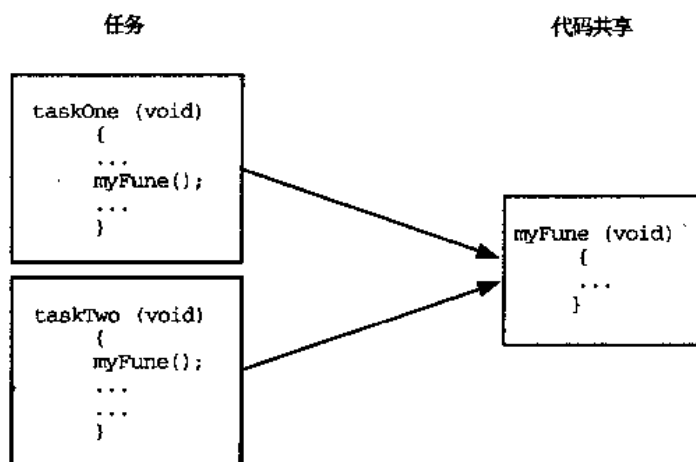 任务
代码共享
taskOne (void)
{
...
myFune();
...
}
taskTwo (void)
{
myFune();
...
...
}
myFune (void)
{
...
}